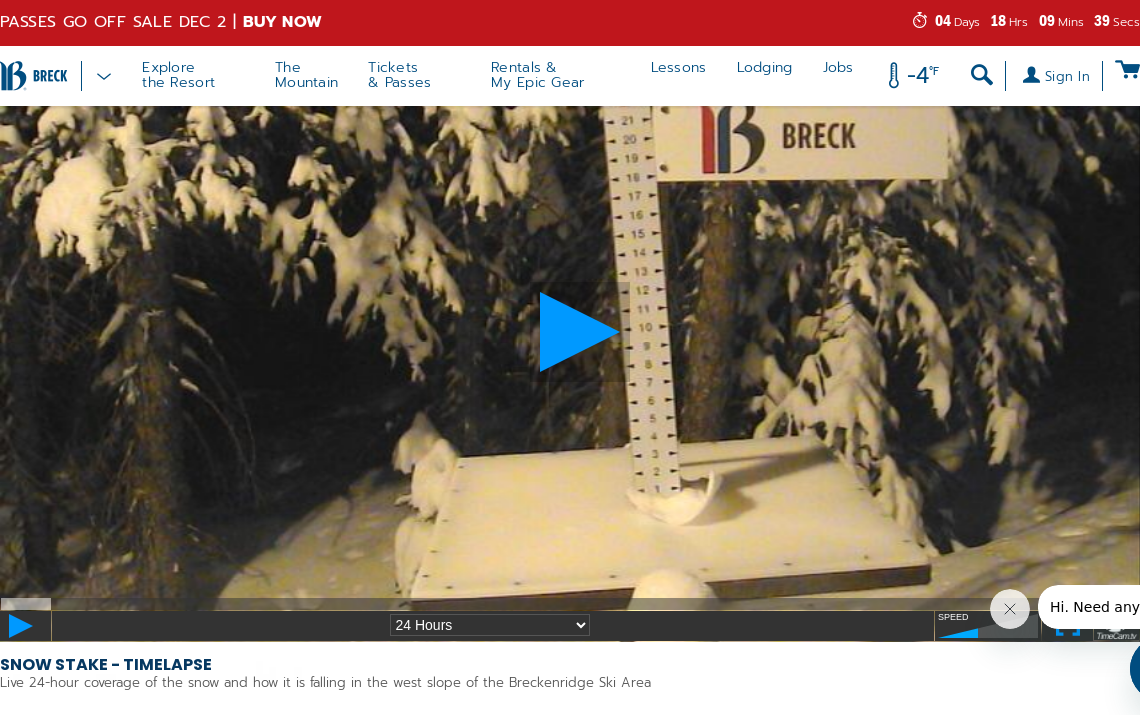 PASSES GO OFF SALE DEC 2 | BUY NOW
04 Days 18 Hrs 09 Mins 39 Secs
BRECK
Explore
the Resort
The
Mountain
Tickets
& Passes
Rentals &
My Epic Gear
Lessons
Lodging
Jobs
-4°F
Sign In
BRECK
21
20
19
18
17
16
15
14
13
12
11
10
9
8
7
6
5
4
3
2
Hi. Need any
24 Hours
SPEED
TimeCam.tv
SNOW STAKE - TIMELAPSE
Live 24-hour coverage of the snow and how it is falling in the west slope of the Breckenridge Ski Area